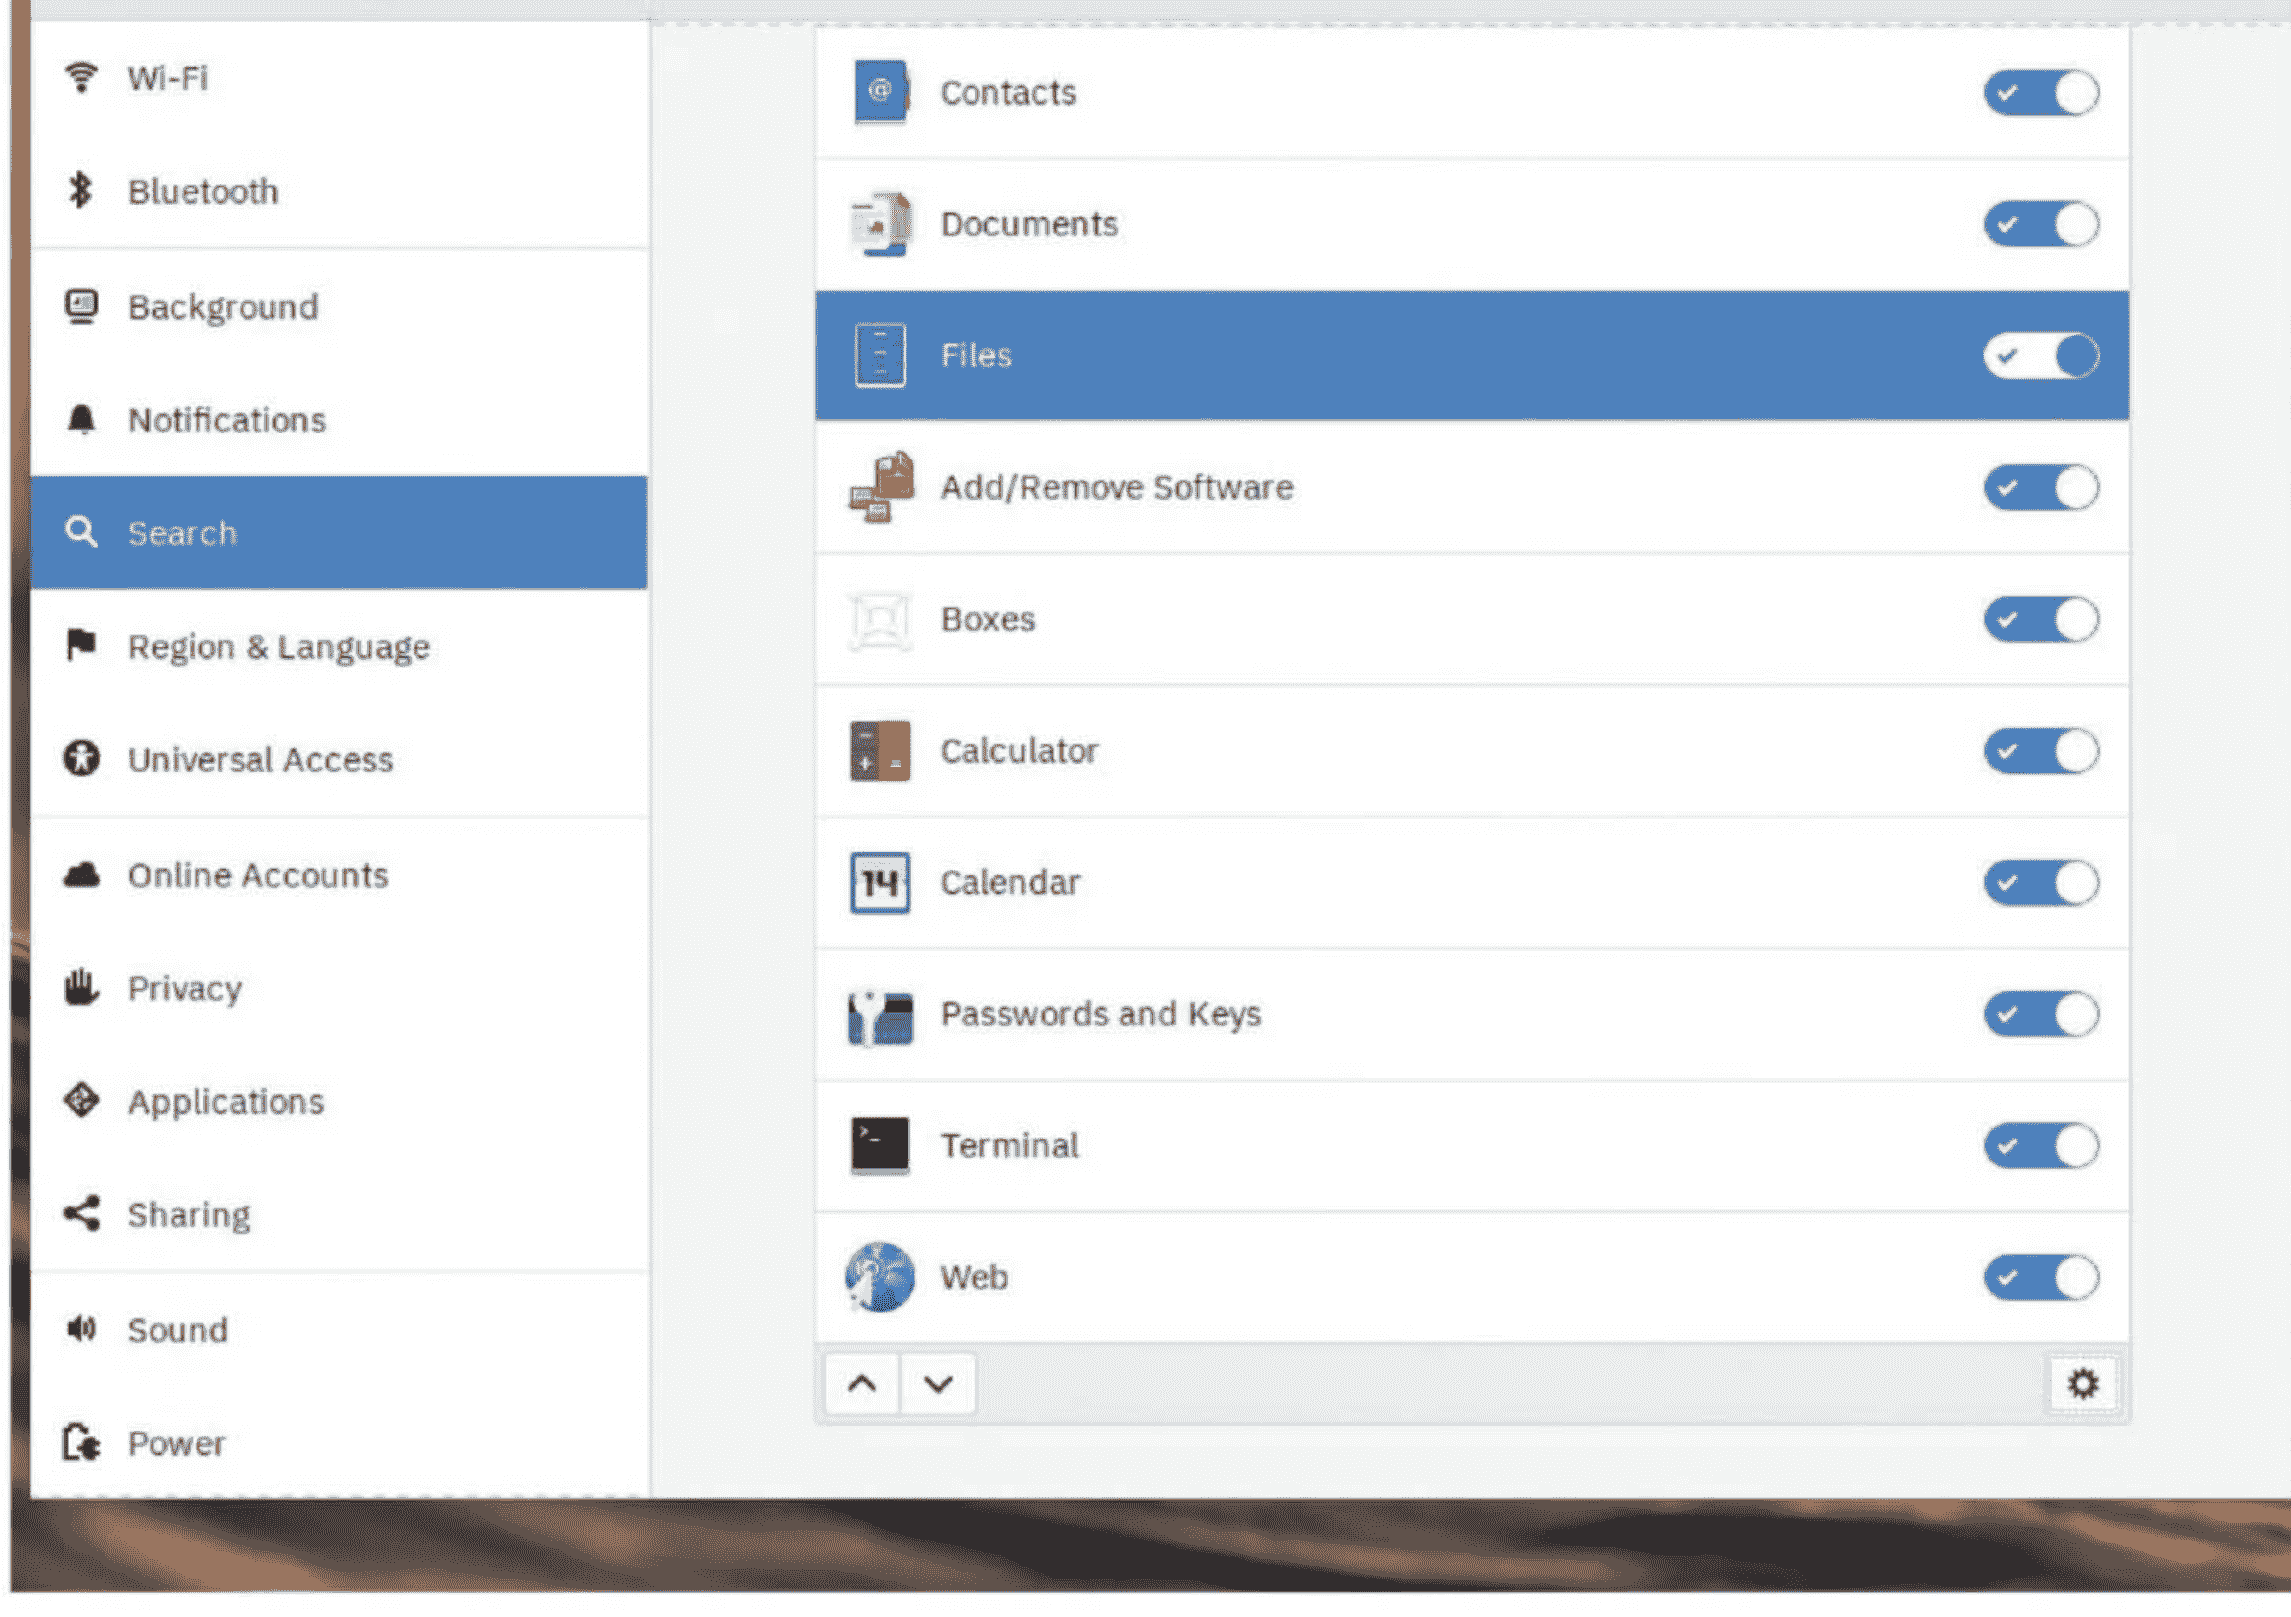 Wi-Fi
Bluetooth
Background
Notifications
Search
Region & Language
Universal Access
Online Accounts
Privacy
Applications
Sharing
Sound
Power
@ Contacts
Documents
Files
Add/Remove Software
Boxes
Calculator
14 Calendar
Passwords and Keys
>_ Terminal
Web